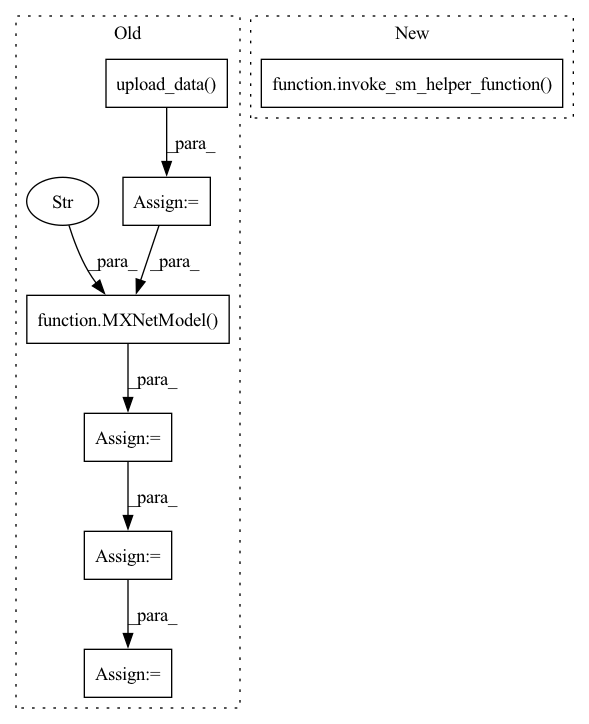 Old
New
upload_data()
function.invoke_sm_helper_function()
_para_
Str
Assign:=
_para_
_para_
function.MXNetModel()
_para_
Assign:=
_para_
Assign:=
_para_
Assign:=